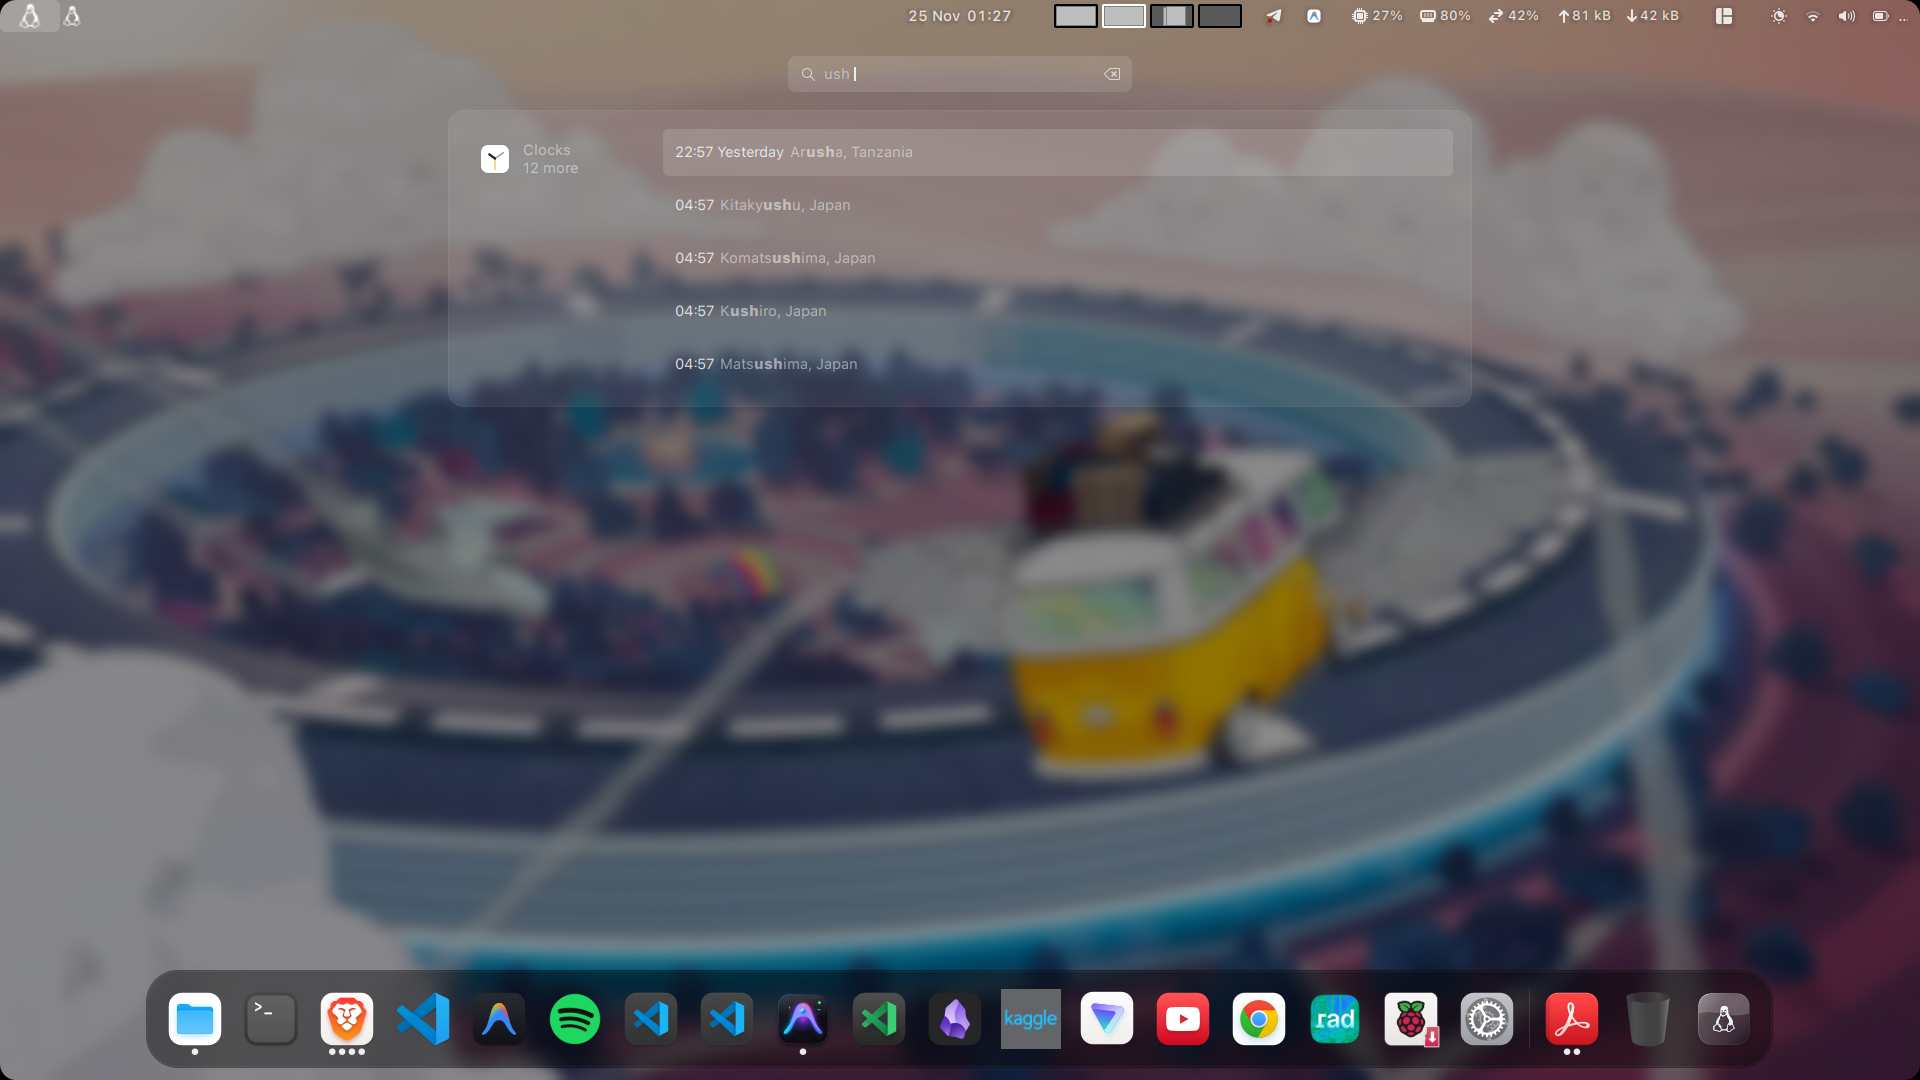 25 Nov 01:27
27% 80% 42% 81 kB 42 kB ...
ush
Clocks
12 more
22:57 Yesterday Arusha, Tanzania
04:57 Kitakyushu, Japan
04:57 Komatsushima, Japan
04:57 Kushiro, Japan
04:57 Matsushima, Japan
>_
kaggle
rad